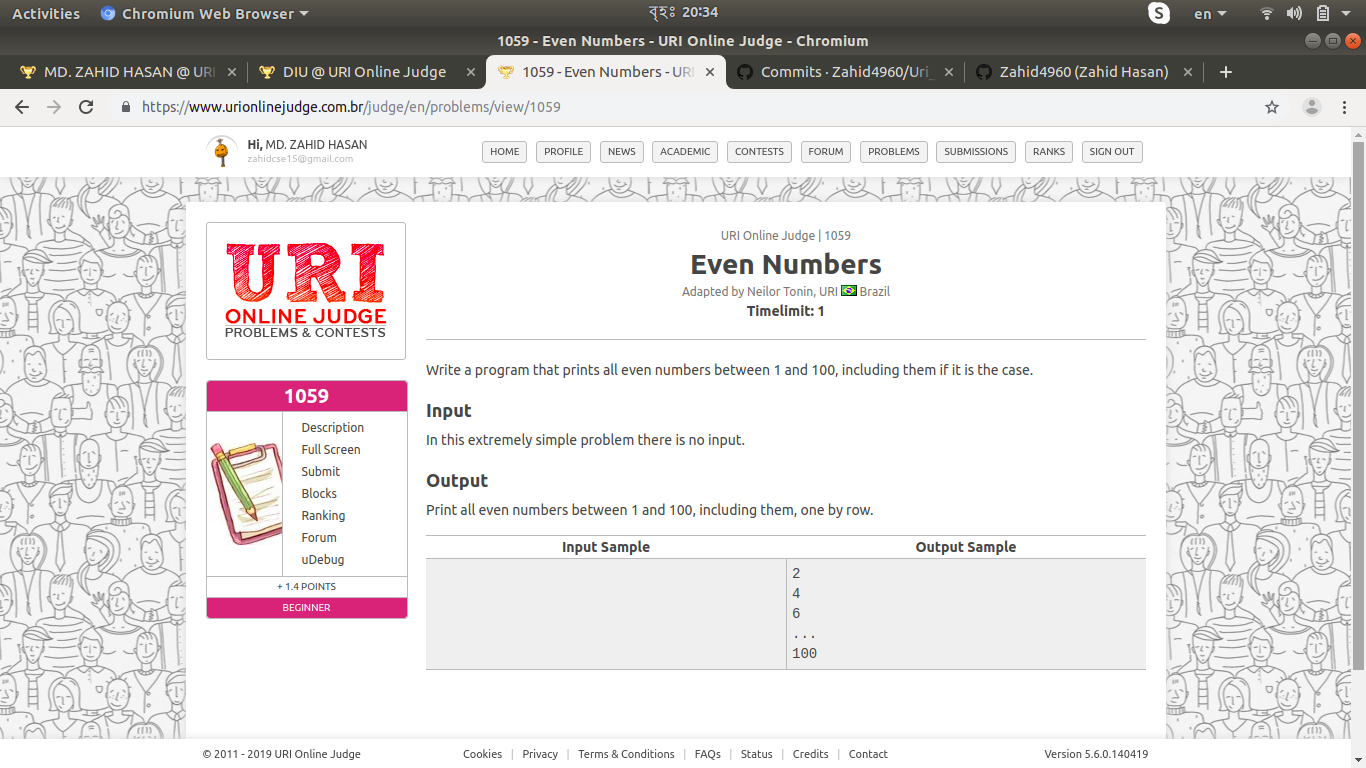 Activities Chromium Web Browser বৃহঃ 20:34 S en
1059 - Even Numbers - URI Online Judge - Chromium
MD. ZAHID HASAN @ URI DIU @ URI Online Judge 1059 - Even Numbers - URI Commits · Zahid4960/Uri_ Zahid4960 (Zahid Hasan)
https://www.urionlinejudge.com.br/judge/en/problems/view/1059
Hi, MD. ZAHID HASAN
zahidcse15@gmail.com
HOME PROFILE NEWS ACADEMIC CONTESTS FORUM PROBLEMS SUBMISSIONS RANKS SIGN OUT
URI
ONLINE JUDGE
PROBLEMS & CONTESTS
1059
Description
Full Screen
Submit
Blocks
Ranking
Forum
uDebug
+ 1.4 POINTS
BEGINNER
URI Online Judge | 1059
Even Numbers
Adapted by Neilor Tonin, URI Brazil
Timelimit: 1
Write a program that prints all even numbers between 1 and 100, including them if it is the case.
Input
In this extremely simple problem there is no input.
Output
Print all even numbers between 1 and 100, including them, one by row.
Input Sample Output Sample
2
4
6
...
100
© 2011 - 2019 URI Online Judge Cookies | Privacy | Terms & Conditions | FAQs | Status | Credits | Contact Version 5.6.0.140419